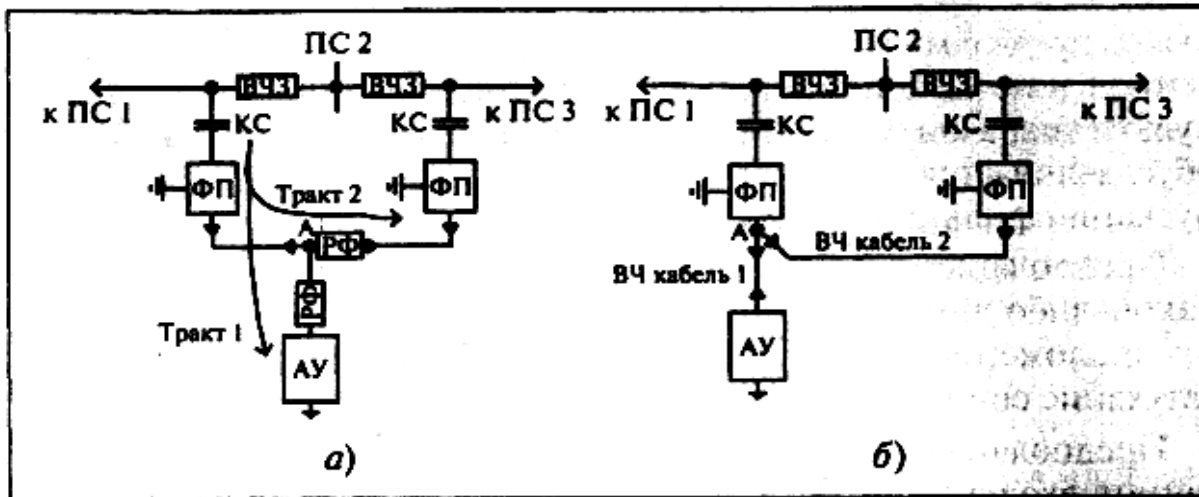 ПС 2
ВЧЗ
ВЧЗ
к ПС 1
КС
КС
к ПС 3
ФП
ФП
Тракт 2
А
РФ
РФ
Тракт 1
АУ
а)
ПС 2
ВЧЗ
ВЧЗ
к ПС 1
КС
КС
к ПС 3
ФП
ФП
А
ВЧ кабель 2
ВЧ кабель 1
АУ
б)